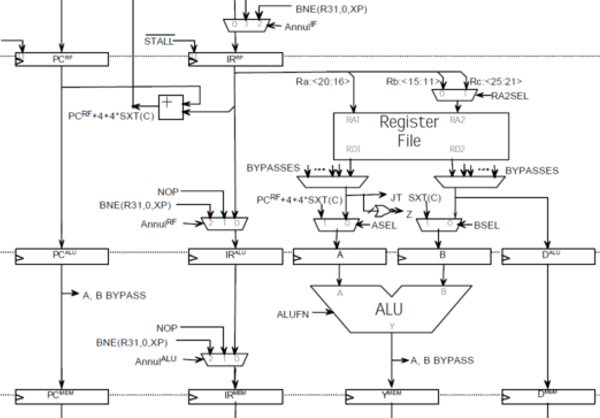 BNE(R31,0,XP)
0 1 2
Annul^IF
STALL
PC^RF
IR^RF
Ra:<20:16>
Rb:<15:11>
Rc:<25:21>
0 1
RA2SEL
+
PC^RF+4+4*SXT(C)
RA1
RA2
Register
File
RD1
RD2
BYPASSES
BYPASSES
NOP
BNE(R31,0,XP)
Annul^RF
2 1 0
PC^RF+4+4*SXT(C)
JT
SXT(C)
Z
1 0
ASEL
1 0
BSEL
PC^ALU
IR^ALU
A
B
D^ALU
A, B BYPASS
A
B
ALU
ALUFN
Y
NOP
BNE(R31,0,XP)
Annul^ALU
2 1 0
A, B BYPASS
PC^MEM
IR^MEM
Y^MEM
D^MEM